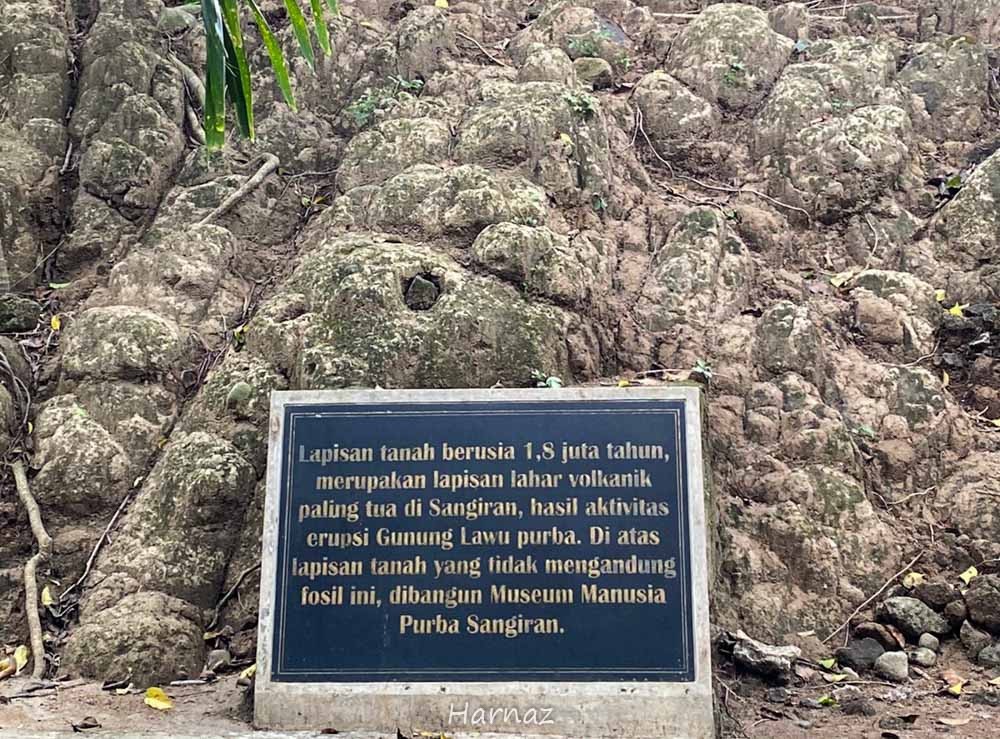 Lapisan tanah berusia 1,8 juta tahun,
merupakan lapisan lahar volkanik
paling tua di Sangiran, hasil aktivitas
erupsi Gunung Lawu purba. Di atas
lapisan tanah yang tidak mengandung
fosil ini, dibangun Museum Manusia
Purba Sangiran.
Harnaz